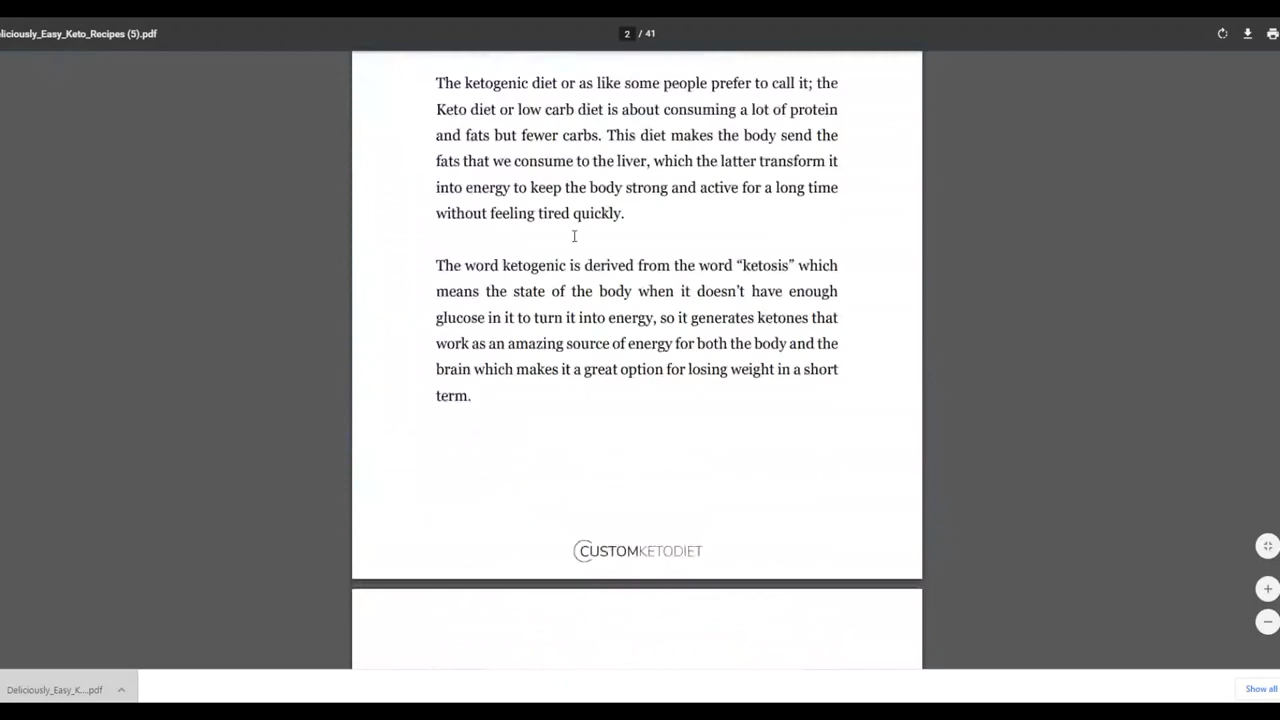 eliciously_Easy_Keto_Recipes (5).pdf
2 / 41
The ketogenic diet or as like some people prefer to call it; the
Keto diet or low carb diet is about consuming a lot of protein
and fats but fewer carbs. This diet makes the body send the
fats that we consume to the liver, which the latter transform it
into energy to keep the body strong and active for a long time
without feeling tired quickly.
The word ketogenic is derived from the word “ketosis” which
means the state of the body when it doesn’t have enough
glucose in it to turn it into energy, so it generates ketones that
work as an amazing source of energy for both the body and the
brain which makes it a great option for losing weight in a short
term.
CUSTOMKETODIET
Deliciously_Easy_K....pdf
Show all